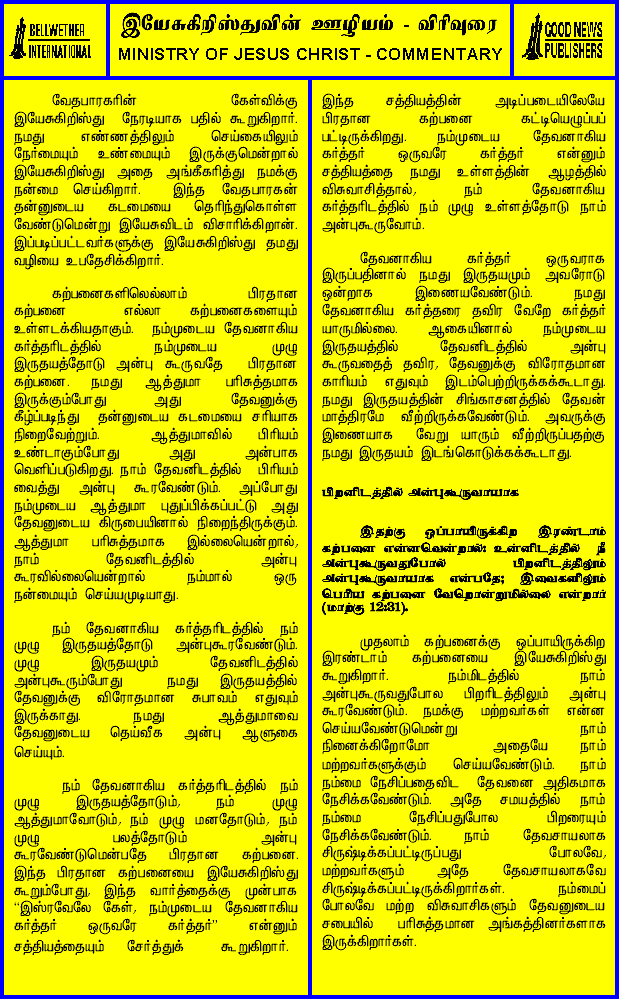 BELLWETHER
INTERNATIONAL
இயேசுகிறிஸ்துவின் ஊழியம் - விரிவுரை
MINISTRY OF JESUS CHRIST - COMMENTARY
GOOD NEWS
PUBLISHERS
வேதபாரகரின் கேள்விக்கு
இயேசுகிறிஸ்து நேரடியாக பதில் கூறுகிறார்.
நமது எண்ணத்திலும் செய்கையிலும்
நேர்மையும் உண்மையும் இருக்குமென்றால்
இயேசுகிறிஸ்து அதை அங்கீகரித்து நமக்கு
நன்மை செய்கிறார். இந்த வேதபாரகன்
தன்னுடைய கடமையை தெரிந்துகொள்ள
வேண்டுமென்று இயேசுவிடம் விசாரிக்கிறான்.
இப்படிப்பட்டவர்களுக்கு இயேசுகிறிஸ்து தமது
வழியை உபதேசிக்கிறார்.
கற்பனைகளிலெல்லாம் பிரதான
கற்பனை எல்லா கற்பனைகளையும்
உள்ளடக்கியதாகும். நம்முடைய தேவனாகிய
கர்த்தரிடத்தில் நம்முடைய முழு
இருதயத்தோடு அன்பு கூருவதே பிரதான
கற்பனை. நமது ஆத்துமா பரிசுத்தமாக
இருக்கும்போது அது தேவனுக்கு
கீழ்ப்படிந்து தன்னுடைய கடமையை சரியாக
நிறைவேற்றும். ஆத்துமாவில் பிரியம்
உண்டாகும்போது அது அன்பாக
வெளிப்படுகிறது. நாம் தேவனிடத்தில் பிரியம்
வைத்து அன்பு கூரவேண்டும். அப்போது
நம்முடைய ஆத்துமா புதுப்பிக்கப்பட்டு அது
தேவனுடைய கிருபையினால் நிறைந்திருக்கும்.
ஆத்துமா பரிசுத்தமாக இல்லையென்றால்,
நாம் தேவனிடத்தில் அன்பு
கூரவில்லையென்றால் நம்மால் ஒரு
நன்மையும் செய்யமுடியாது.
நம் தேவனாகிய கர்த்தரிடத்தில் நம்
முழு இருதயத்தோடு அன்புகூரவேண்டும்.
முழு இருதயமும் தேவனிடத்தில்
அன்புகூரும்போது நமது இருதயத்தில்
தேவனுக்கு விரோதமான சுபாவம் எதுவும்
இருக்காது. நமது ஆத்துமாவை
தேவனுடைய தெய்வீக அன்பு ஆளுகை
செய்யும்.
நம் தேவனாகிய கர்த்தரிடத்தில் நம்
முழு இருதயத்தோடும், நம் முழு
ஆத்துமாவோடும், நம் முழு மனதோடும், நம்
முழு பலத்தோடும் அன்பு
கூரவேண்டுமென்பதே பிரதான கற்பனை.
இந்த பிரதான கற்பனையை இயேசுகிறிஸ்து
கூறும்போது, இந்த வார்த்தைக்கு முன்பாக
“இஸ்ரவேலே கேள், நம்முடைய தேவனாகிய
கர்த்தர் ஒருவரே கர்த்தர்” என்னும்
சத்தியத்தையும் சேர்த்துக் கூறுகிறார்.
இந்த சத்தியத்தின் அடிப்படையிலேயே
பிரதான கற்பனை கட்டியெழுப்பப்
பட்டிருக்கிறது. நம்முடைய தேவனாகிய
கர்த்தர் ஒருவரே கர்த்தர் என்னும்
சத்தியத்தை நமது உள்ளத்தின் ஆழத்தில்
விசுவாசித்தால், நம் தேவனாகிய
கர்த்தரிடத்தில் நம் முழு உள்ளத்தோடு நாம்
அன்புகூருவோம்.
தேவனாகிய கர்த்தர் ஒருவராக
இருப்பதினால் நமது இருதயமும் அவரோடு
ஒன்றாக இணையவேண்டும். நமது
தேவனாகிய கர்த்தரை தவிர வேறே கர்த்தர்
யாருமில்லை. ஆகையினால் நம்முடைய
இருதயத்தில் தேவனிடத்தில் அன்பு
கூருவதைத் தவிர, தேவனுக்கு விரோதமான
காரியம் எதுவும் இடம்பெற்றிருக்கக்கூடாது.
நமது இருதயத்தின் சிங்காசனத்தில் தேவன்
மாத்திரமே வீற்றிருக்கவேண்டும். அவருக்கு
இணையாக வேறு யாரும் வீற்றிருப்பதற்கு
நமது இருதயம் இடங்கொடுக்கக்கூடாது.
பிறனிடத்தில் அன்புகூருவாயாக
இதற்கு ஒப்பாயிருக்கிற இரண்டாம்
கற்பனை என்னவென்றால்: உன்னிடத்தில் நீ
அன்புகூருவதுபோல் பிறனிடத்திலும்
அன்புகூருவாயாக என்பதே; இவைகளிலும்
பெரிய கற்பனை வேறொன்றுமில்லை என்றார்
(மாற்கு 12:31).
முதலாம் கற்பனைக்கு ஒப்பாயிருக்கிற
இரண்டாம் கற்பனையை இயேசுகிறிஸ்து
கூறுகிறார். நம்மிடத்தில் நாம்
அன்புகூருவதுபோல பிறரிடத்திலும் அன்பு
கூரவேண்டும். நமக்கு மற்றவர்கள் என்ன
செய்யவேண்டுமென்று நாம்
நினைக்கிறோமோ அதையே நாம்
மற்றவர்களுக்கும் செய்யவேண்டும். நாம்
நம்மை நேசிப்பதைவிட தேவனை அதிகமாக
நேசிக்கவேண்டும். அதே சமயத்தில் நாம்
நம்மை நேசிப்பதுபோல பிறரையும்
நேசிக்கவேண்டும். நாம் தேவசாயலாக
சிருஷ்டிக்கப்பட்டிருப்பது போலவே,
மற்றவர்களும் அதே தேவசாயலாகவே
சிருஷ்டிக்கப்பட்டிருக்கிறார்கள். நம்மைப்
போலவே மற்ற விசுவாசிகளும் தேவனுடைய
சபையில் பரிசுத்தமான அங்கத்தினர்களாக
இருக்கிறார்கள்.